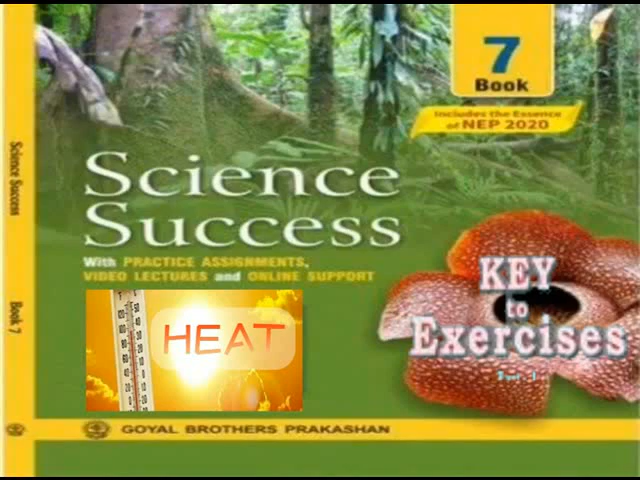 7
Book
Includes the Essence
of NEP 2020
Science Success
Science
Success
With PRACTICE ASSIGNMENTS,
VIDEO LECTURES and ONLINE SUPPORT
HEAT
KEY
to
Exercises
Book 7
GOYAL BROTHERS PRAKASHAN